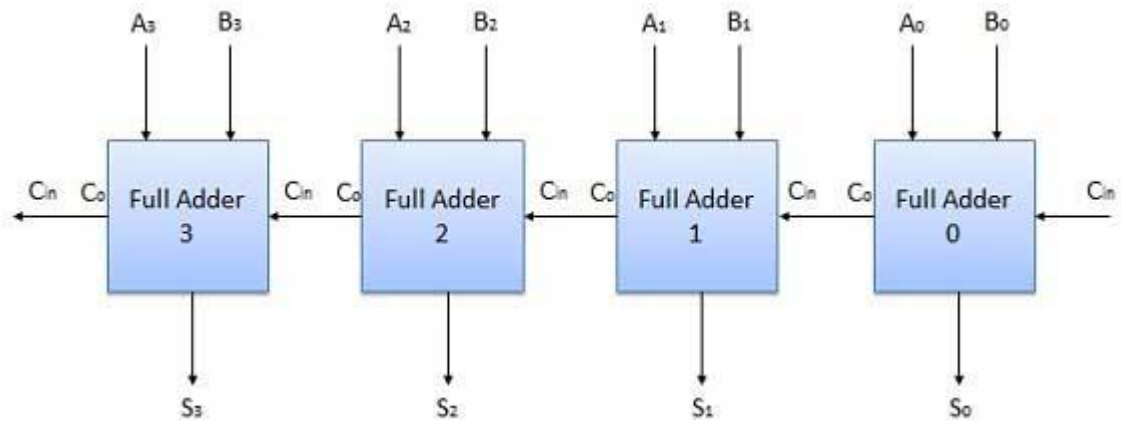 A₃ B₃ A₂ B₂ A₁ B₁ A₀ B₀
Cin Co Full Adder 3 Cin Co Full Adder 2 Cin Co Full Adder 1 Cin Co Full Adder 0 Cin
S₃ S₂ S₁ S₀